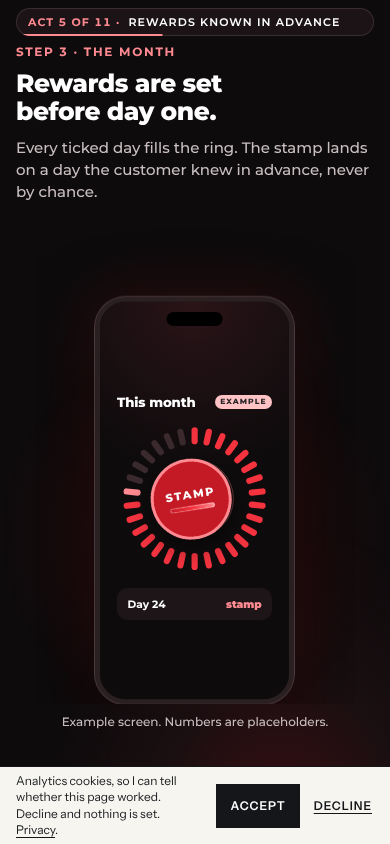 ACT 5 OF 11 · REWARDS KNOWN IN ADVANCE
STEP 3 · THE MONTH
Rewards are set
before day one.
Every ticked day fills the ring. The stamp lands
on a day the customer knew in advance, never
by chance.
This month EXAMPLE
STAMP
Day 24 stamp
Example screen. Numbers are placeholders.
Analytics cookies, so I can tell
whether this page worked.
Decline and nothing is set.
Privacy.
ACCEPT DECLINE